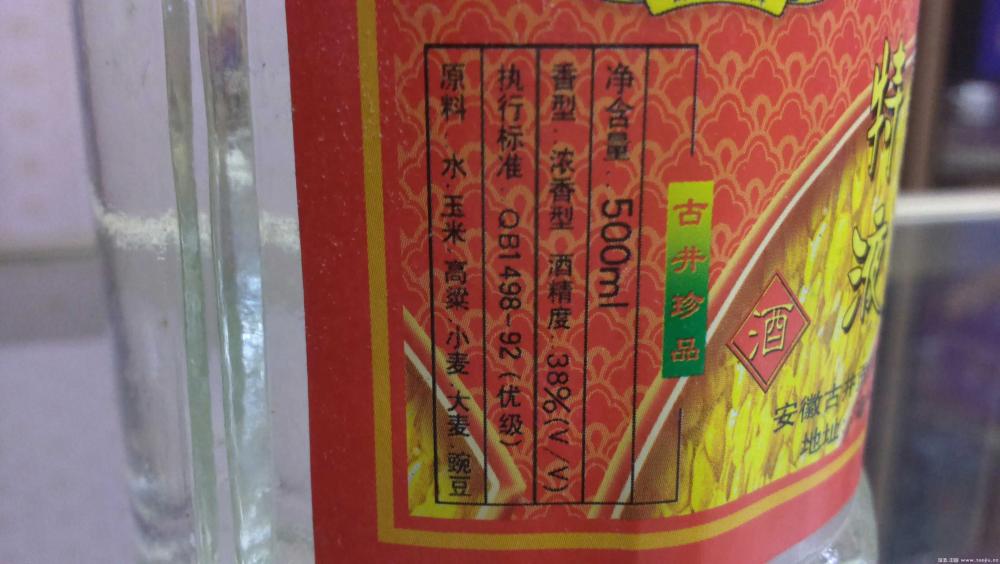 净含量: 500ml
香型: 浓香型 酒精度: 38%(V/V)
执行标准: QB1498-92(优级)
原料 水·玉米·高粱·小麦·大麦·豌豆
古井珍品
特
液
酒
安徽古井
地址